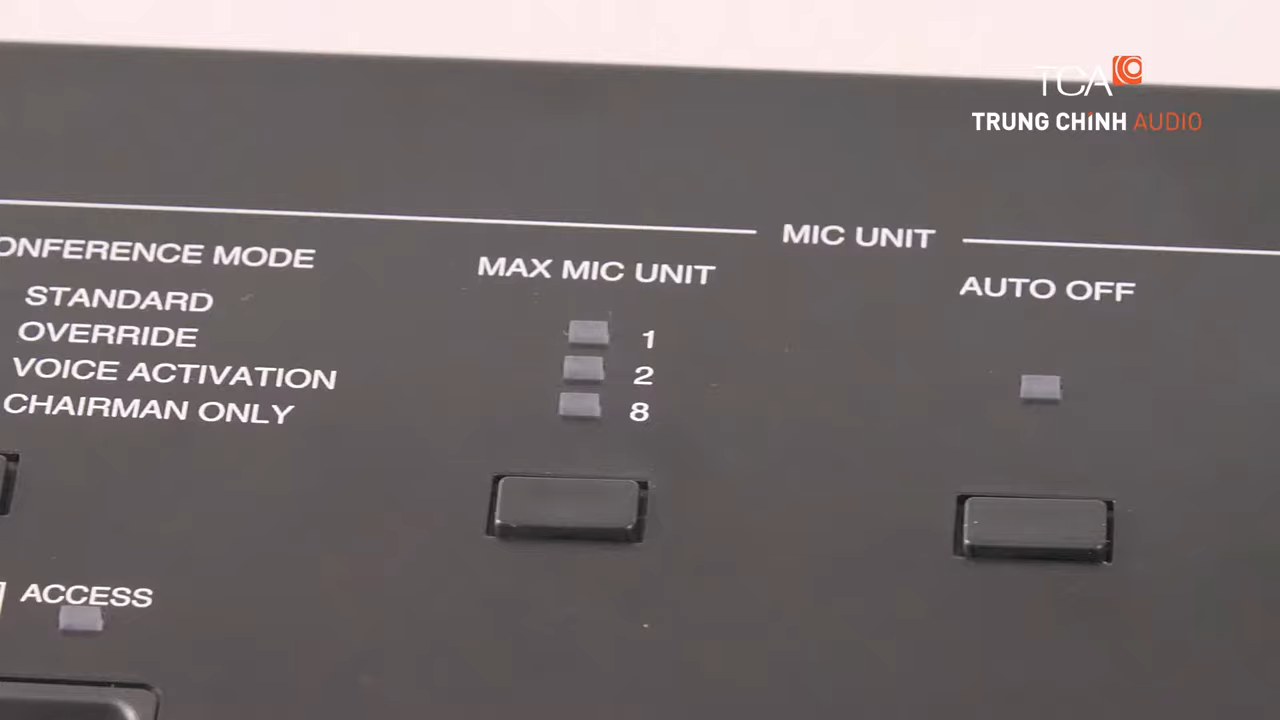 TCA
TRUNG CHÍNH AUDIO
MIC UNIT
ONFERENCE MODE
STANDARD
OVERRIDE
VOICE ACTIVATION
CHAIRMAN ONLY
MAX MIC UNIT
1
2
8
AUTO OFF
ACCESS